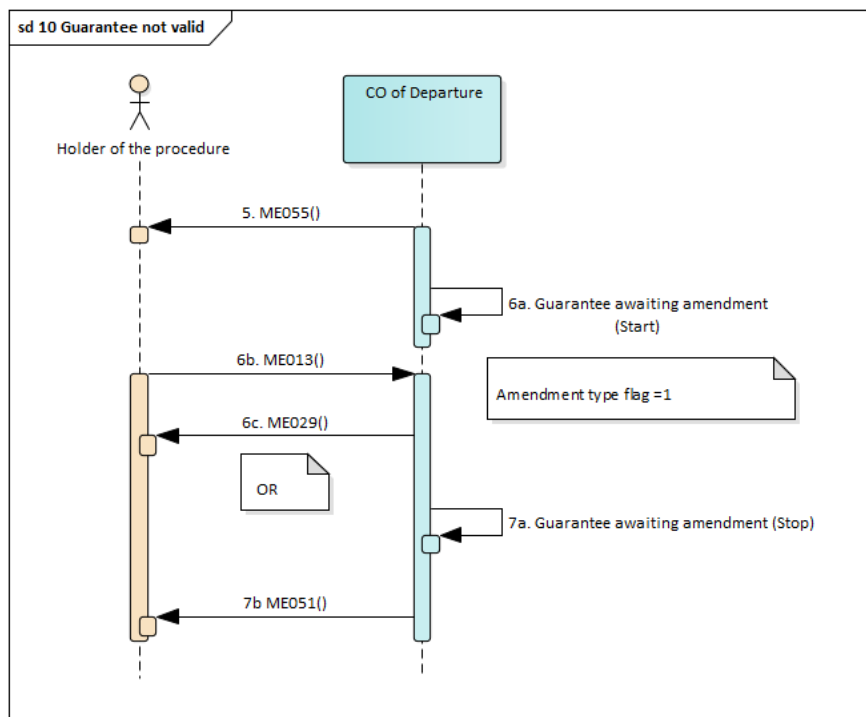 sd 10 Guarantee not valid
CO of Departure
Holder of the procedure
5. ME055()
6a. Guarantee awaiting amendment
(Start)
6b. ME013()
Amendment type flag =1
6c. ME029()
OR
7a. Guarantee awaiting amendment (Stop)
7b ME051()